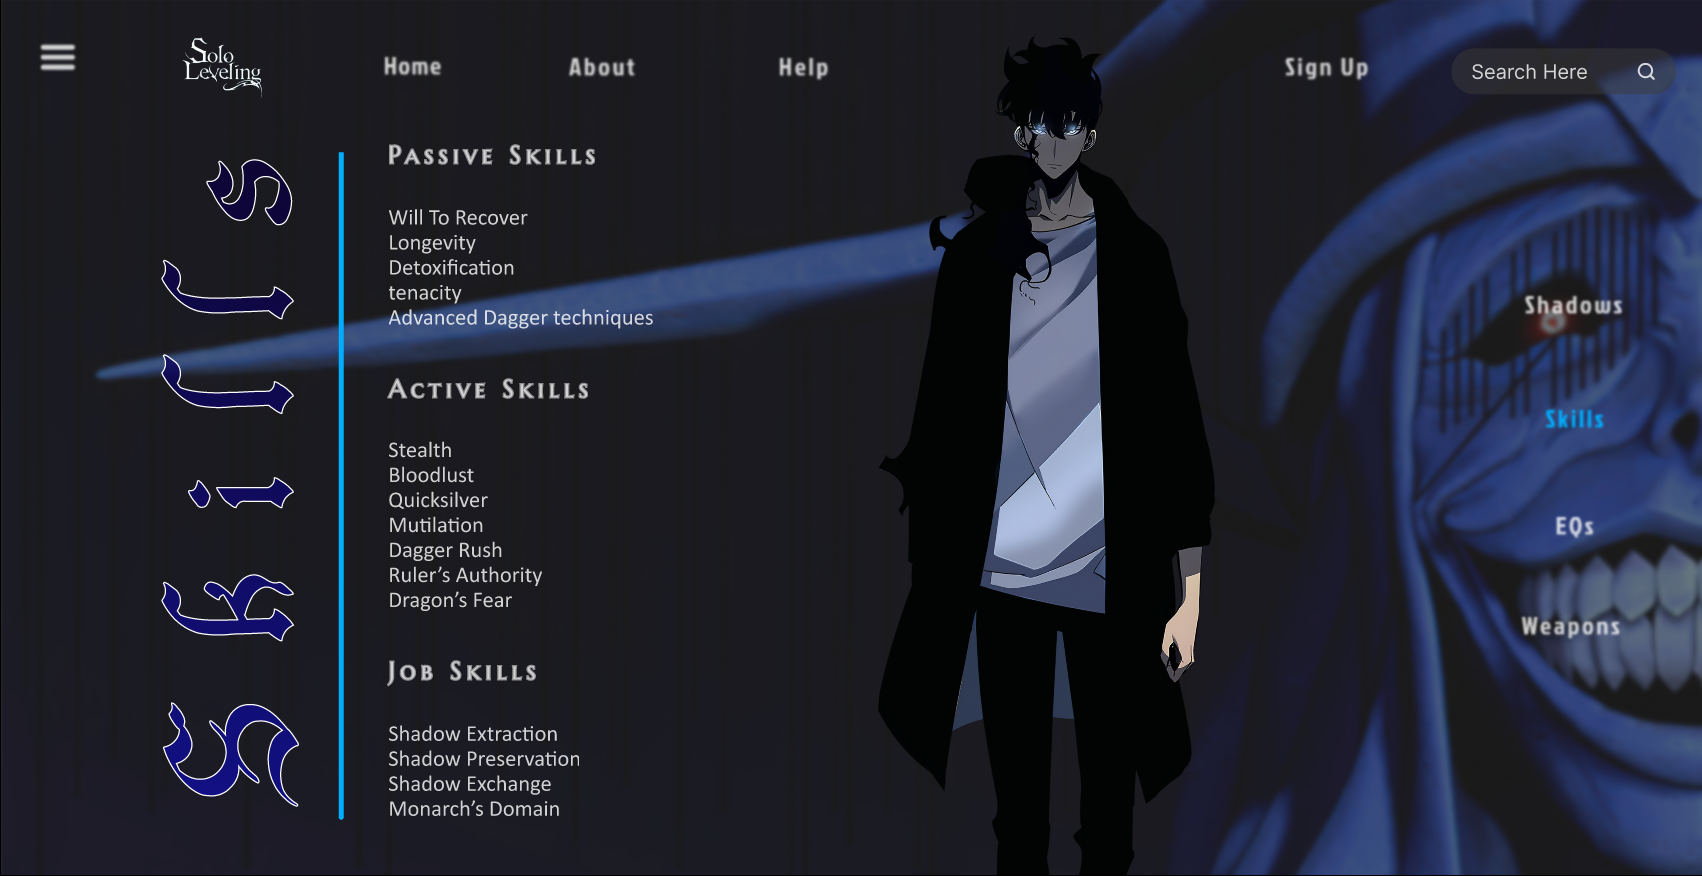 Solo
Leveling
Home
About
Help
Sign Up
Search Here
Skills
Passive Skills
Will To Recover
Longevity
Detoxification
tenacity
Advanced Dagger techniques
Active Skills
Stealth
Bloodlust
Quicksilver
Mutilation
Dagger Rush
Ruler’s Authority
Dragon’s Fear
Job Skills
Shadow Extraction
Shadow Preservation
Shadow Exchange
Monarch’s Domain
Shadows
Skills
EQs
Weapons